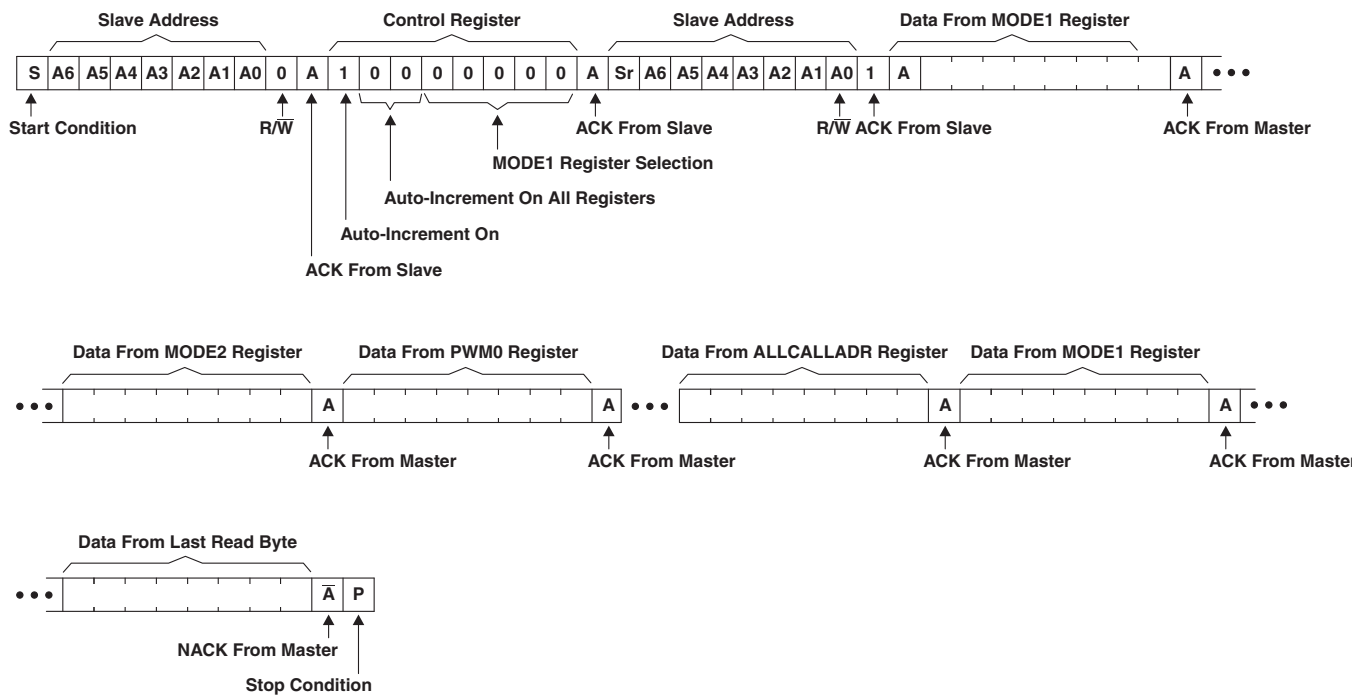 Slave Address Control Register Slave Address Data From MODE1 Register
S A6 A5 A4 A3 A2 A1 A0 0 A 1 0 0 0 0 0 0 0 A Sr A6 A5 A4 A3 A2 A1 A0 1 A A
Start Condition R/W̅ ACK From Slave R/W̅ ACK From Slave ACK From Master
MODE1 Register Selection
Auto-Increment On All Registers
Auto-Increment On
ACK From Slave
Data From MODE2 Register Data From PWM0 Register Data From ALLCALLADR Register Data From MODE1 Register
A A A A
ACK From Master ACK From Master ACK From Master ACK From Master
Data From Last Read Byte
A̅ P
NACK From Master
Stop Condition